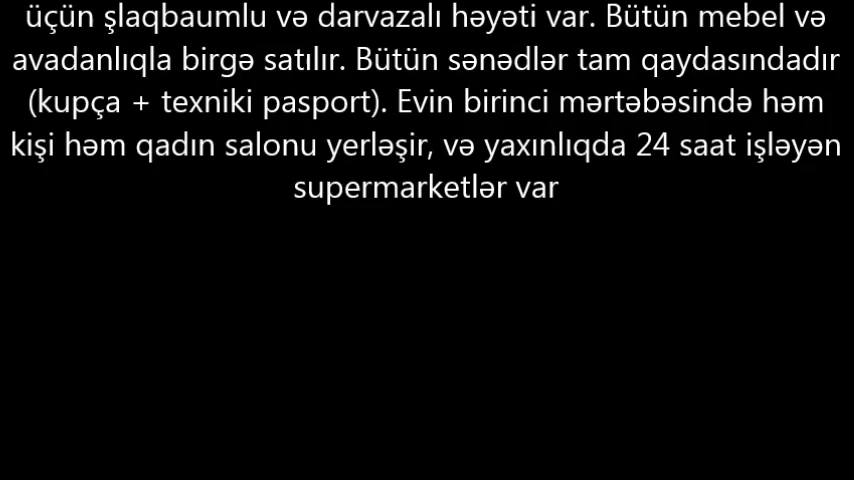 üçün şlaqbaumlu və darvazalı həyəti var. Bütün mebel və
avadanlıqla birgə satılır. Bütün sənədlər tam qaydasındadır
(kupça + texniki pasport). Evin birinci mərtəbəsində həm
kişi həm qadın salonu yerləşir, və yaxınlıqda 24 saat işləyən
supermarketlər var